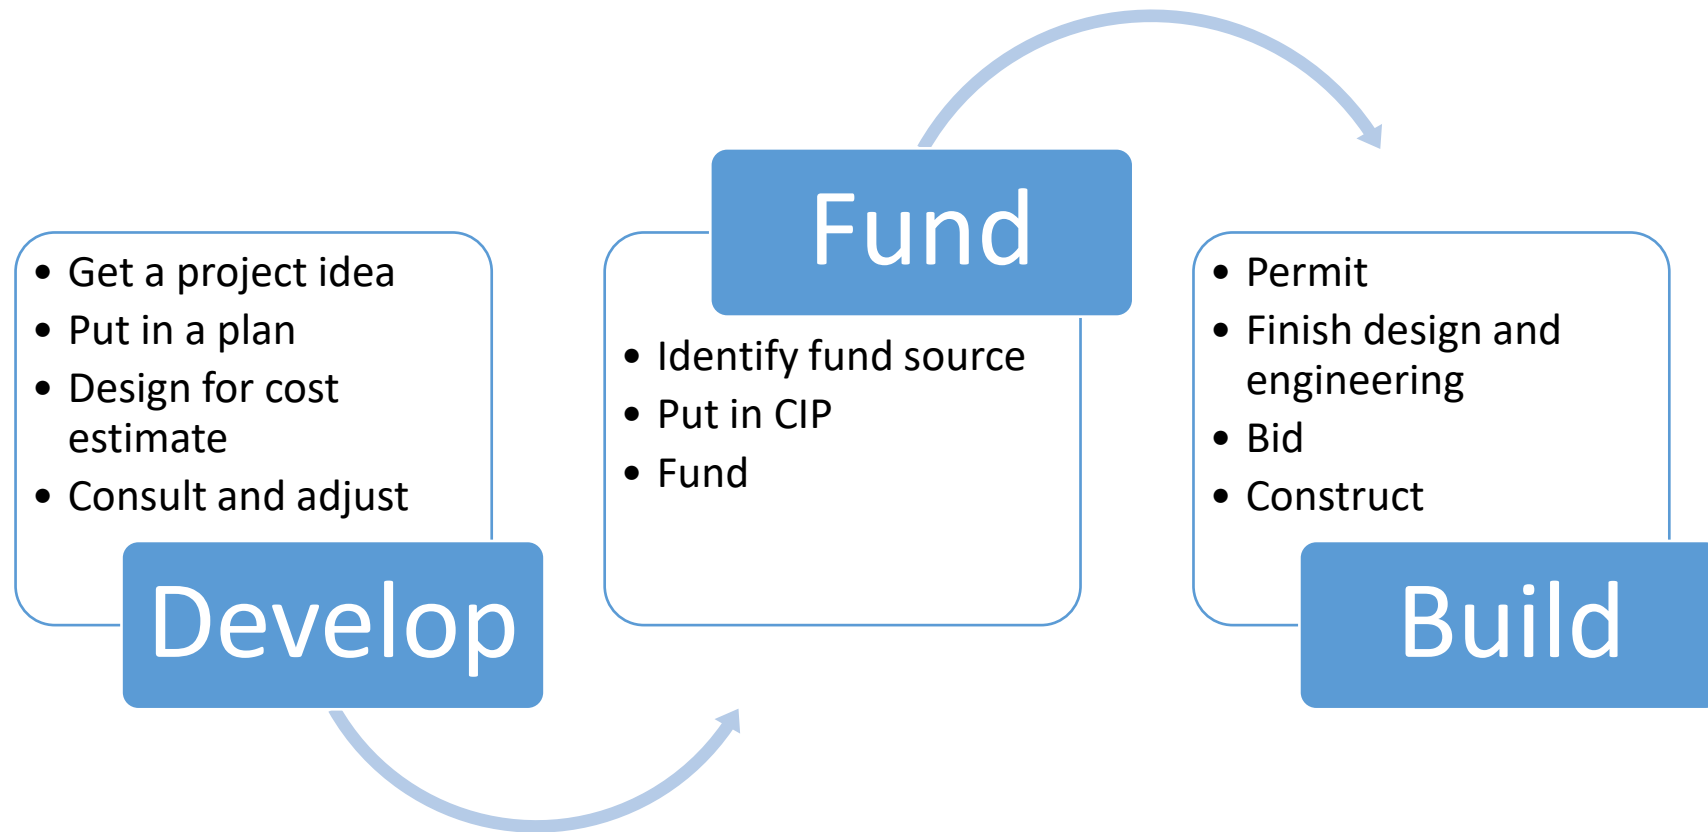 • Get a project idea
• Put in a plan
• Design for cost
estimate
• Consult and adjust
Develop
Fund
• Identify fund source
• Put in CIP
• Fund
• Permit
• Finish design and
engineering
• Bid
• Construct
Build